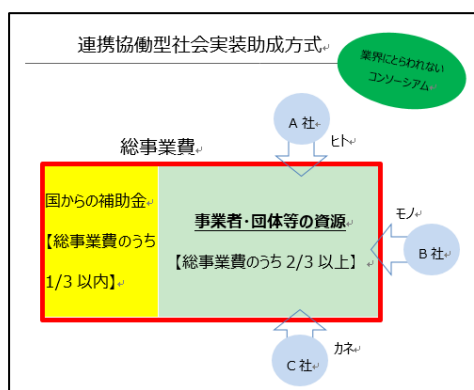 連携協働型社会実装助成方式
業界にとらわれない
コンソーシアム
A 社
ヒト
総事業費
国からの補助金
【総事業費のうち
1/3 以内】
事業者・団体等の資源
【総事業費のうち 2/3 以上】
モノ
B 社
カネ
C 社